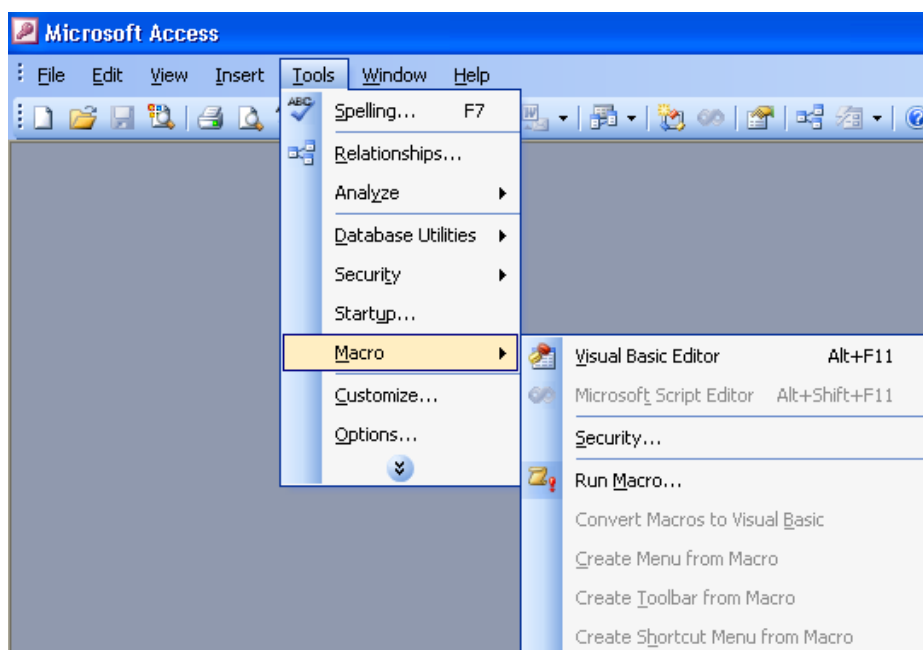 Microsoft Access
File Edit View Insert Tools Window Help
ABC Spelling... F7
W
Relationships...
Analyze
Database Utilities
Security
Startup...
Macro
Visual Basic Editor Alt+F11
Microsoft Script Editor Alt+Shift+F11
Customize...
Security...
Options...
Run Macro...
Convert Macros to Visual Basic
Create Menu from Macro
Create Toolbar from Macro
Create Shortcut Menu from Macro